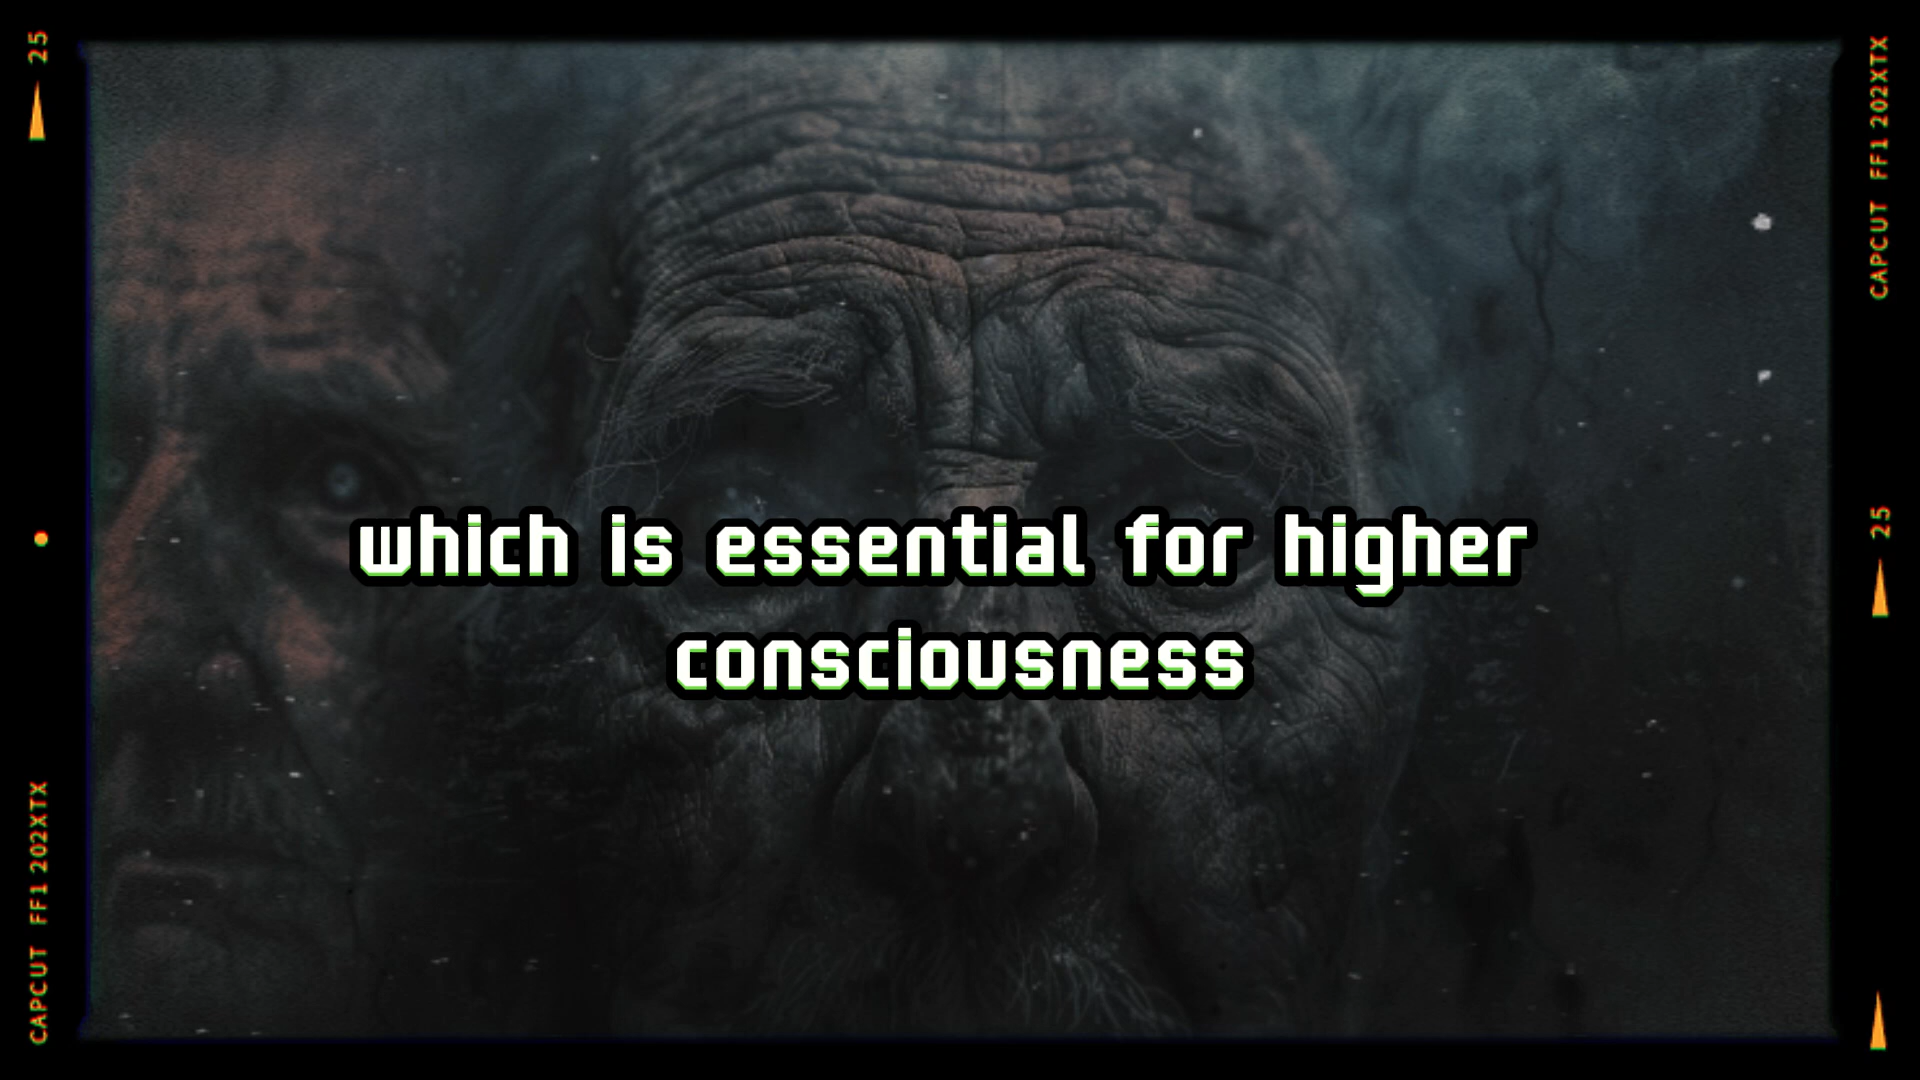 25
CAPCUT FF1 202XTX
which is essential for higher
consciousness
25
CAPCUT FF1 202XTX